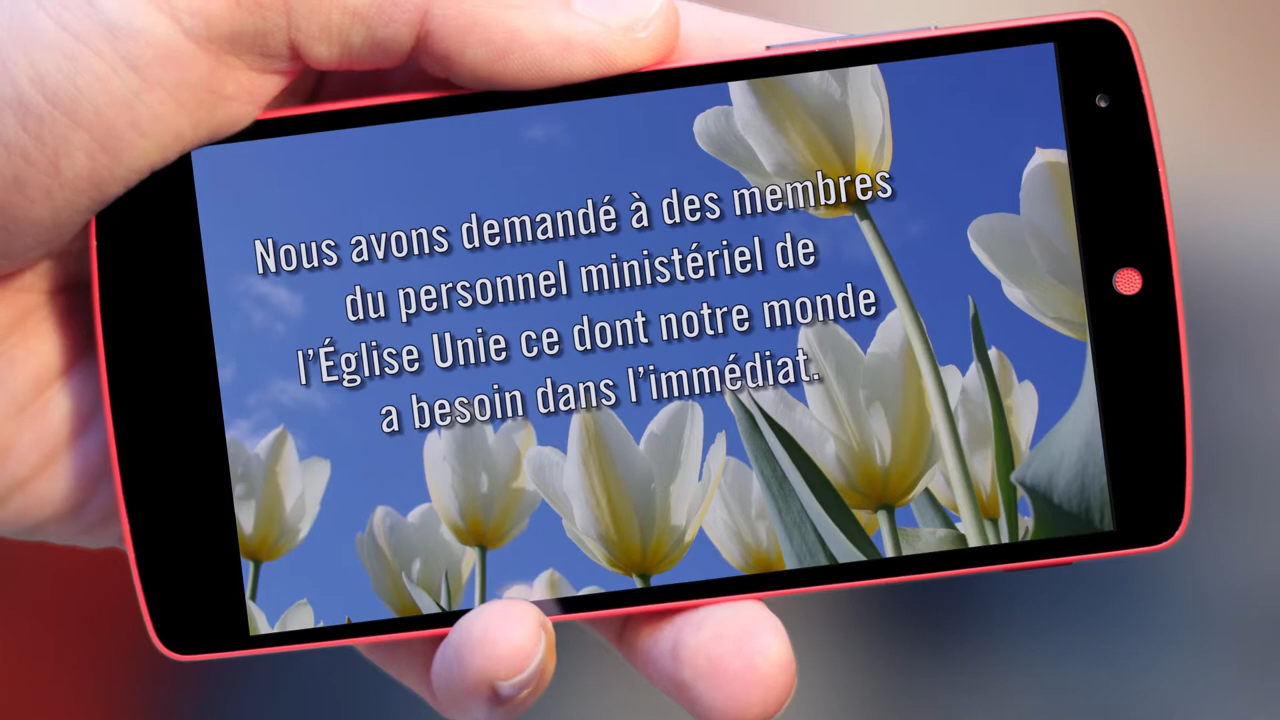 Nous avons demandé à des membres
du personnel ministériel de
l'Église Unie ce dont notre monde
a besoin dans l'immédiat.